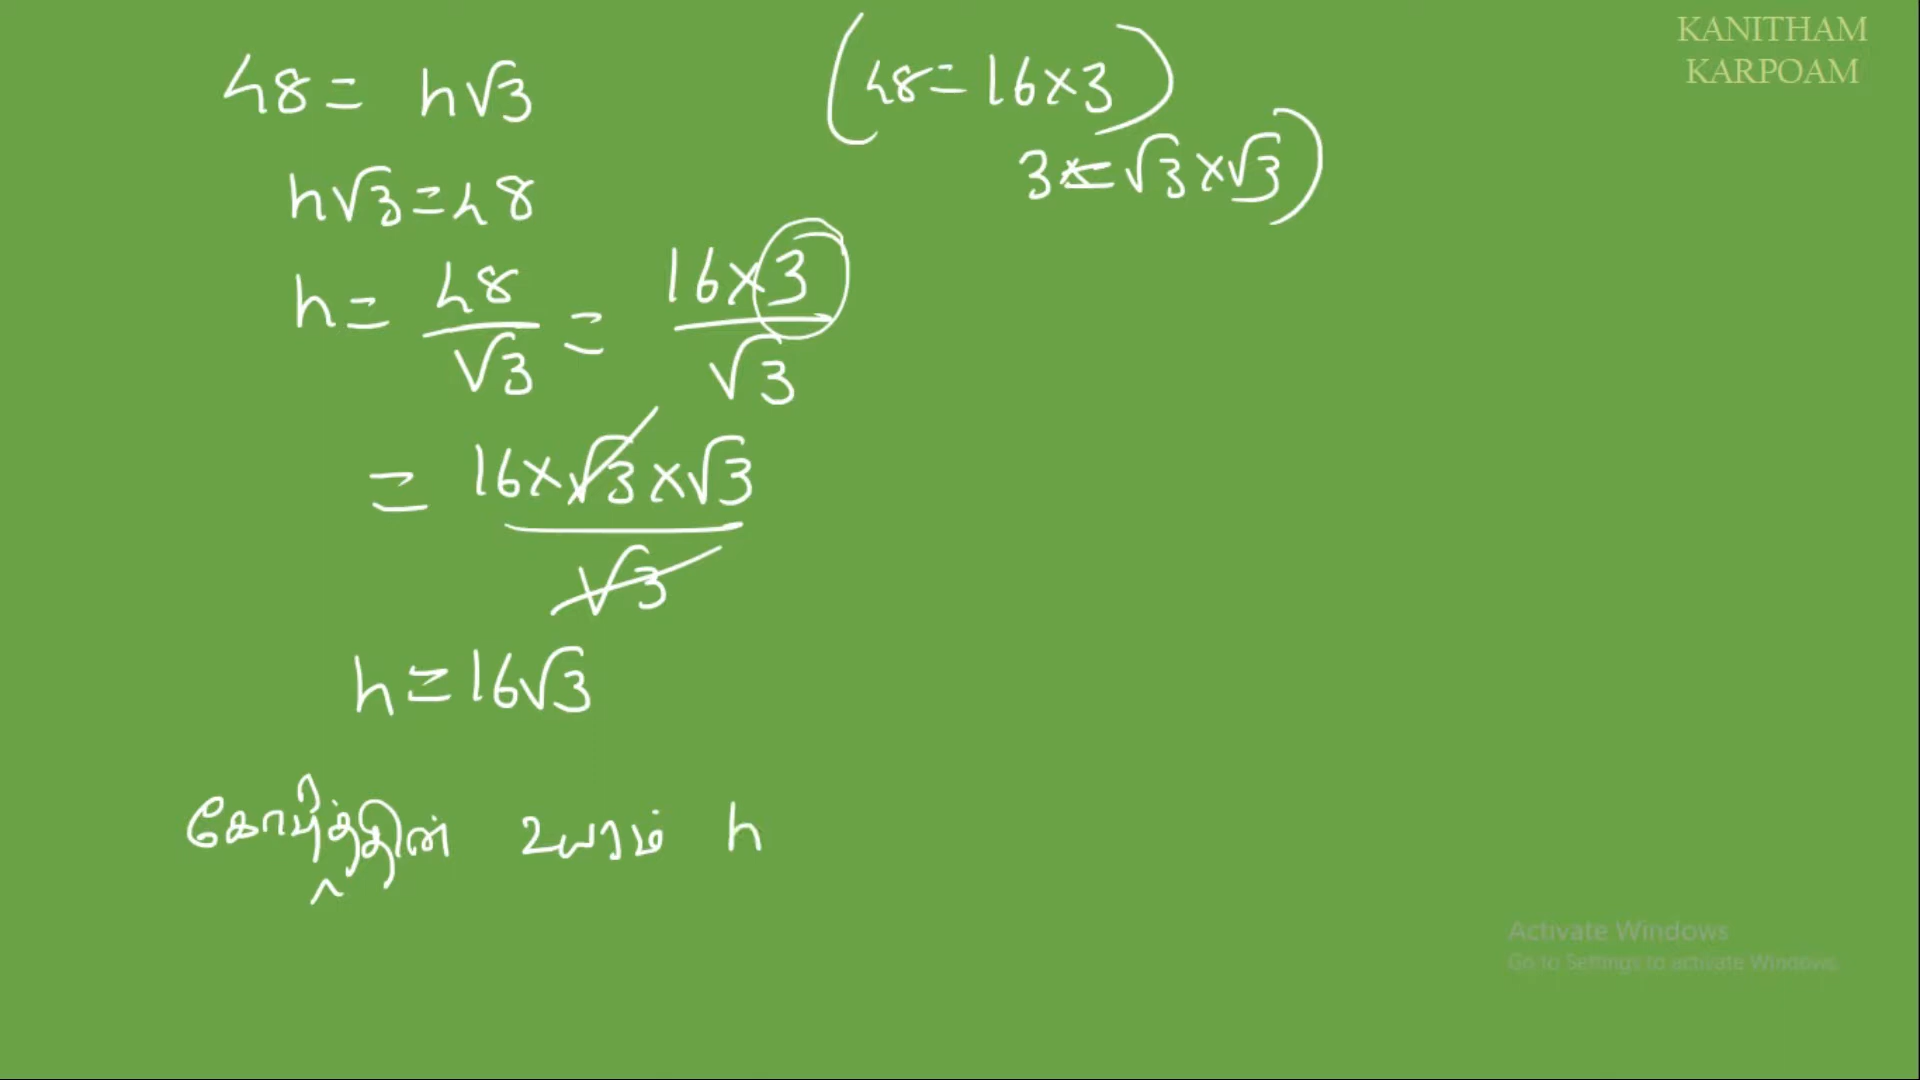 KANITHAM
KARPOAM
48 = h√3
(48 = 16×3)
3 = √3 × √3)
h√3 = 48
h = 48/√3 = 16×3/√3
= 16×√3×√3/√3
h = 16√3
கோபுரத்தின் உயரம் h
Activate Windows
Go to Settings to activate Windows.